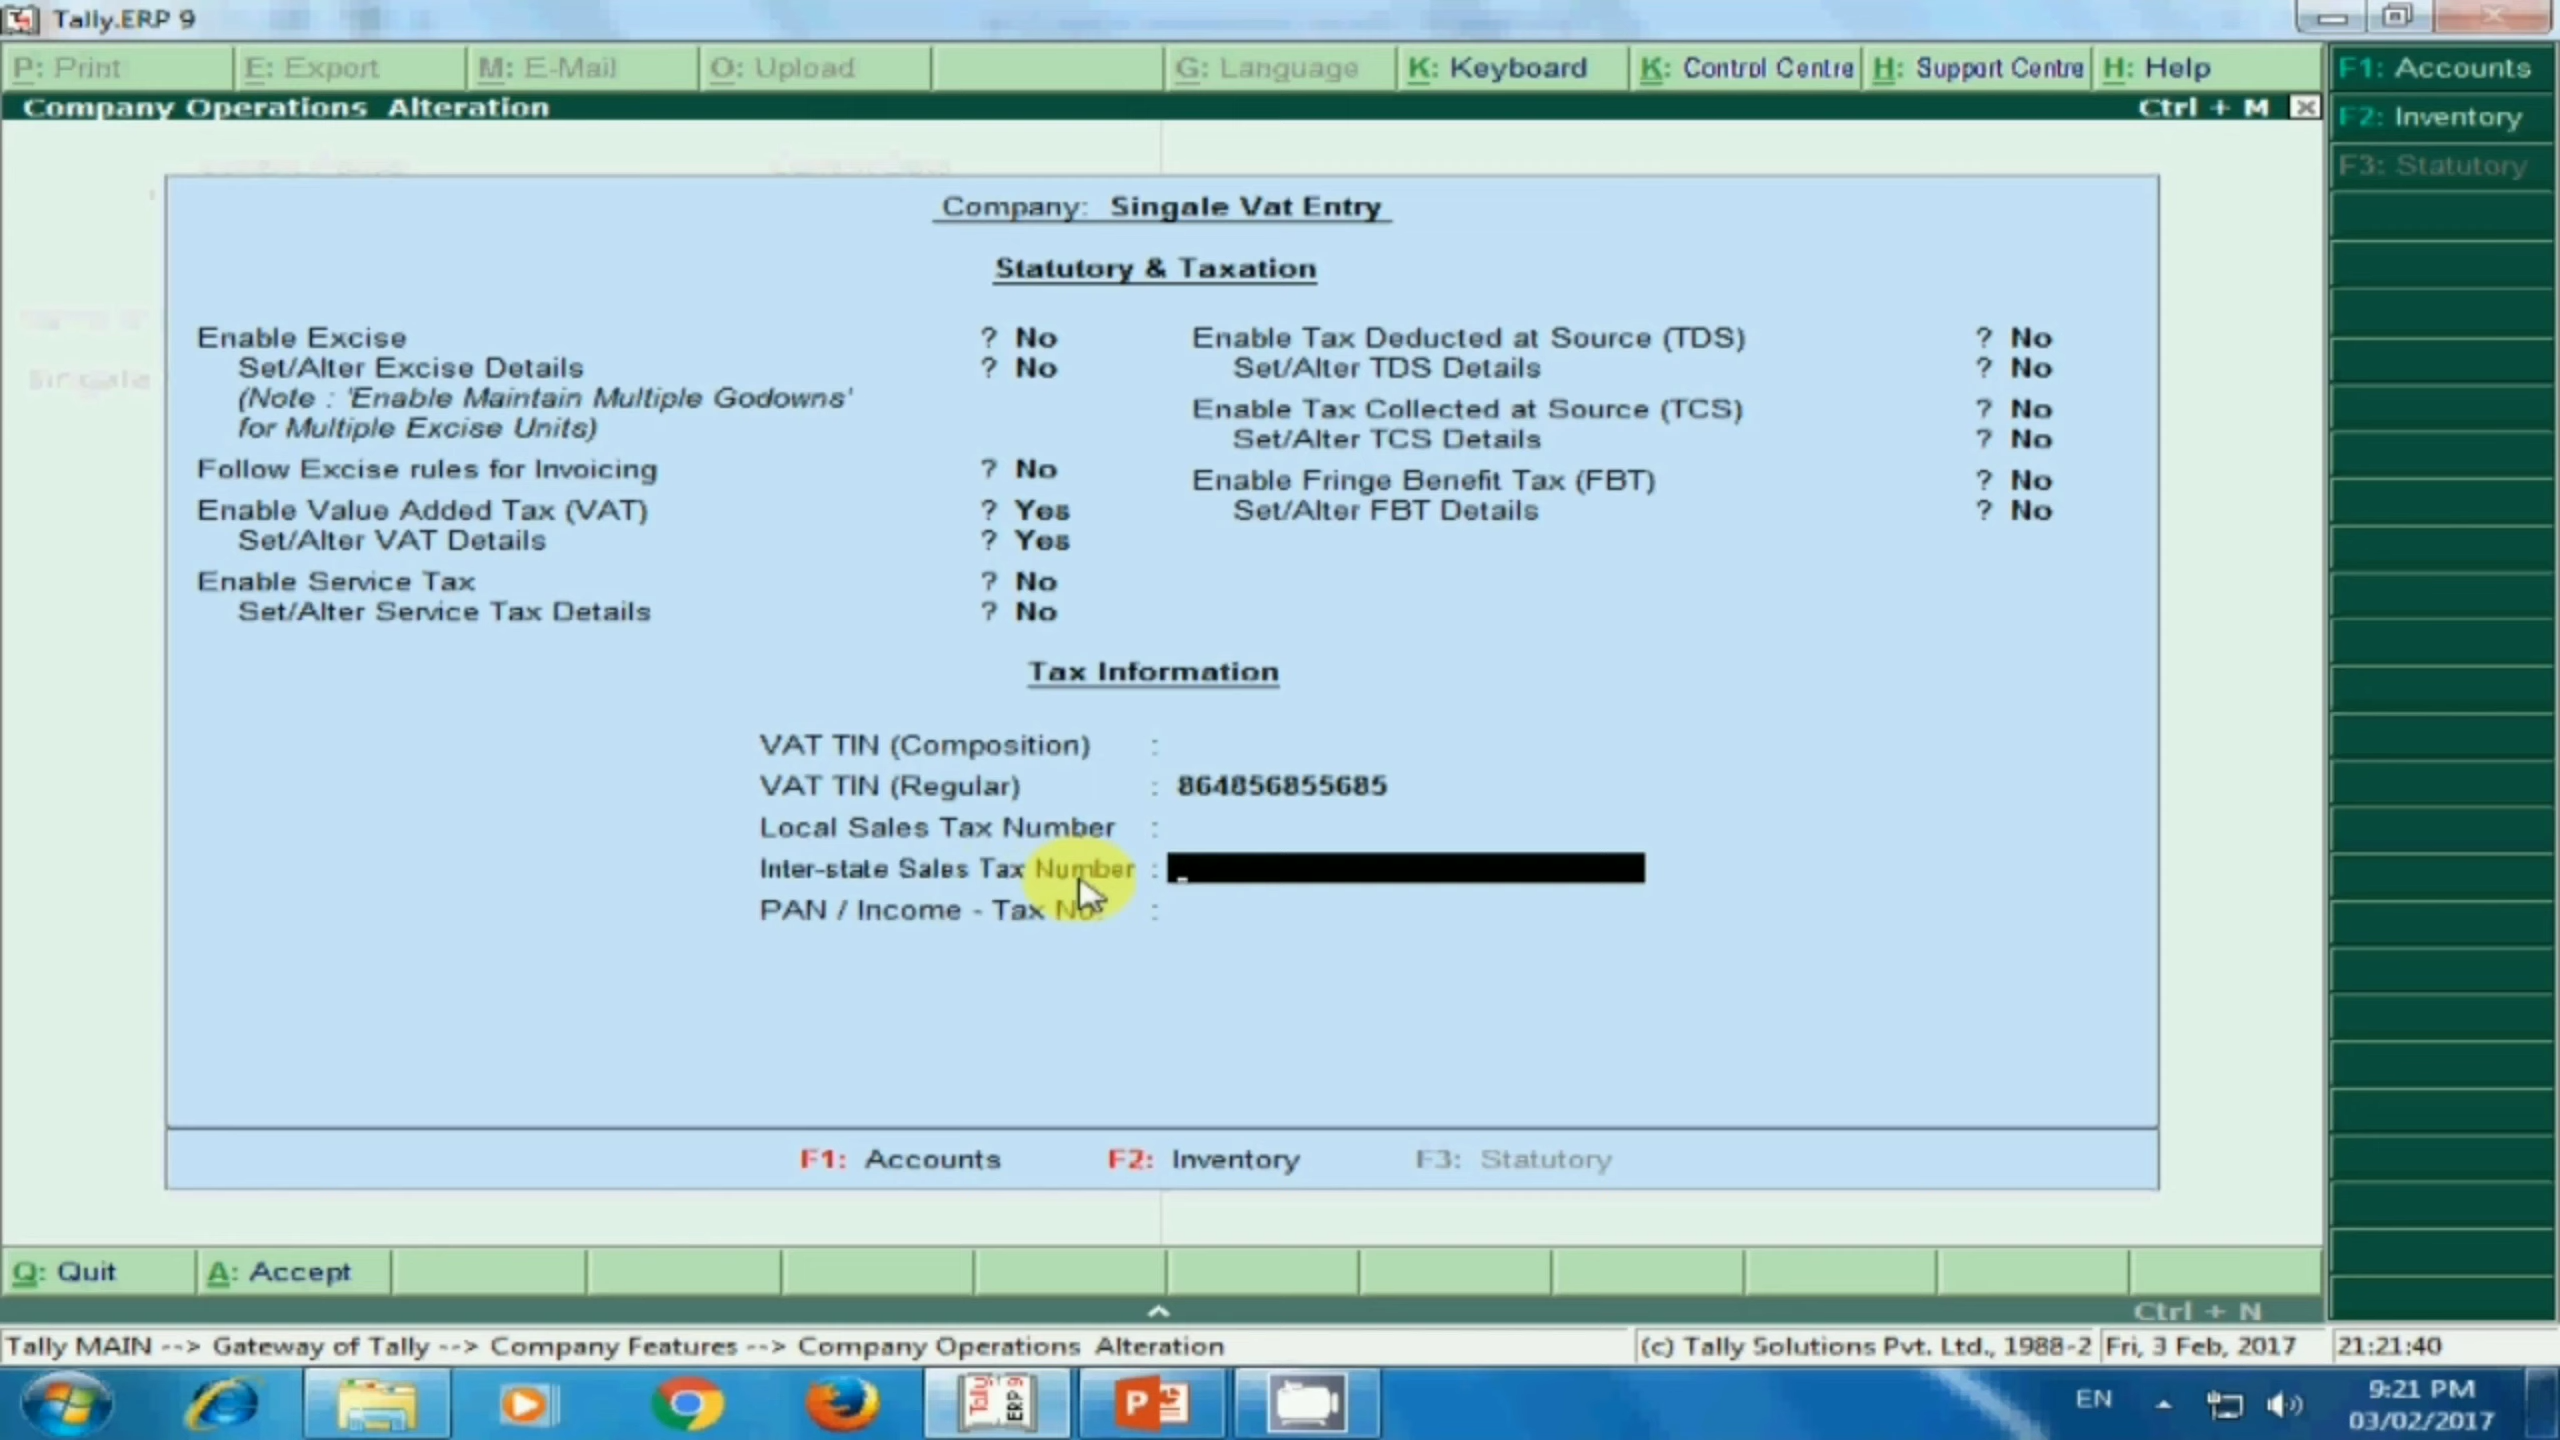 Tally.ERP 9
P: Print E: Export M: E-Mail O: Upload G: Language K: Keyboard K: Control Centre H: Support Centre H: Help
F1: Accounts
Company Operations Alteration Ctrl + M
F2: Inventory
F3: Statutory
Company: Singale Vat Entry
Statutory & Taxation
Enable Excise ? No Enable Tax Deducted at Source (TDS) ? No
Set/Alter Excise Details ? No Set/Alter TDS Details ? No
(Note : 'Enable Maintain Multiple Godowns'
for Multiple Excise Units)
Enable Tax Collected at Source (TCS) ? No
Set/Alter TCS Details ? No
Follow Excise rules for Invoicing ? No
Enable Fringe Benefit Tax (FBT) ? No
Enable Value Added Tax (VAT) ? Yes Set/Alter FBT Details ? No
Set/Alter VAT Details ? Yes
Enable Service Tax ? No
Set/Alter Service Tax Details ? No
Tax Information
VAT TIN (Composition) :
VAT TIN (Regular) : 864856855685
Local Sales Tax Number :
Inter-state Sales Tax Number :
PAN / Income - Tax No. :
F1: Accounts F2: Inventory F3: Statutory
Singale
Q: Quit A: Accept
Ctrl + N
Tally MAIN --> Gateway of Tally --> Company Features --> Company Operations Alteration (c) Tally Solutions Pvt. Ltd., 1988-2 Fri, 3 Feb, 2017 21:21:40
Tally
ERP 9
EN
9:21 PM
03/02/2017